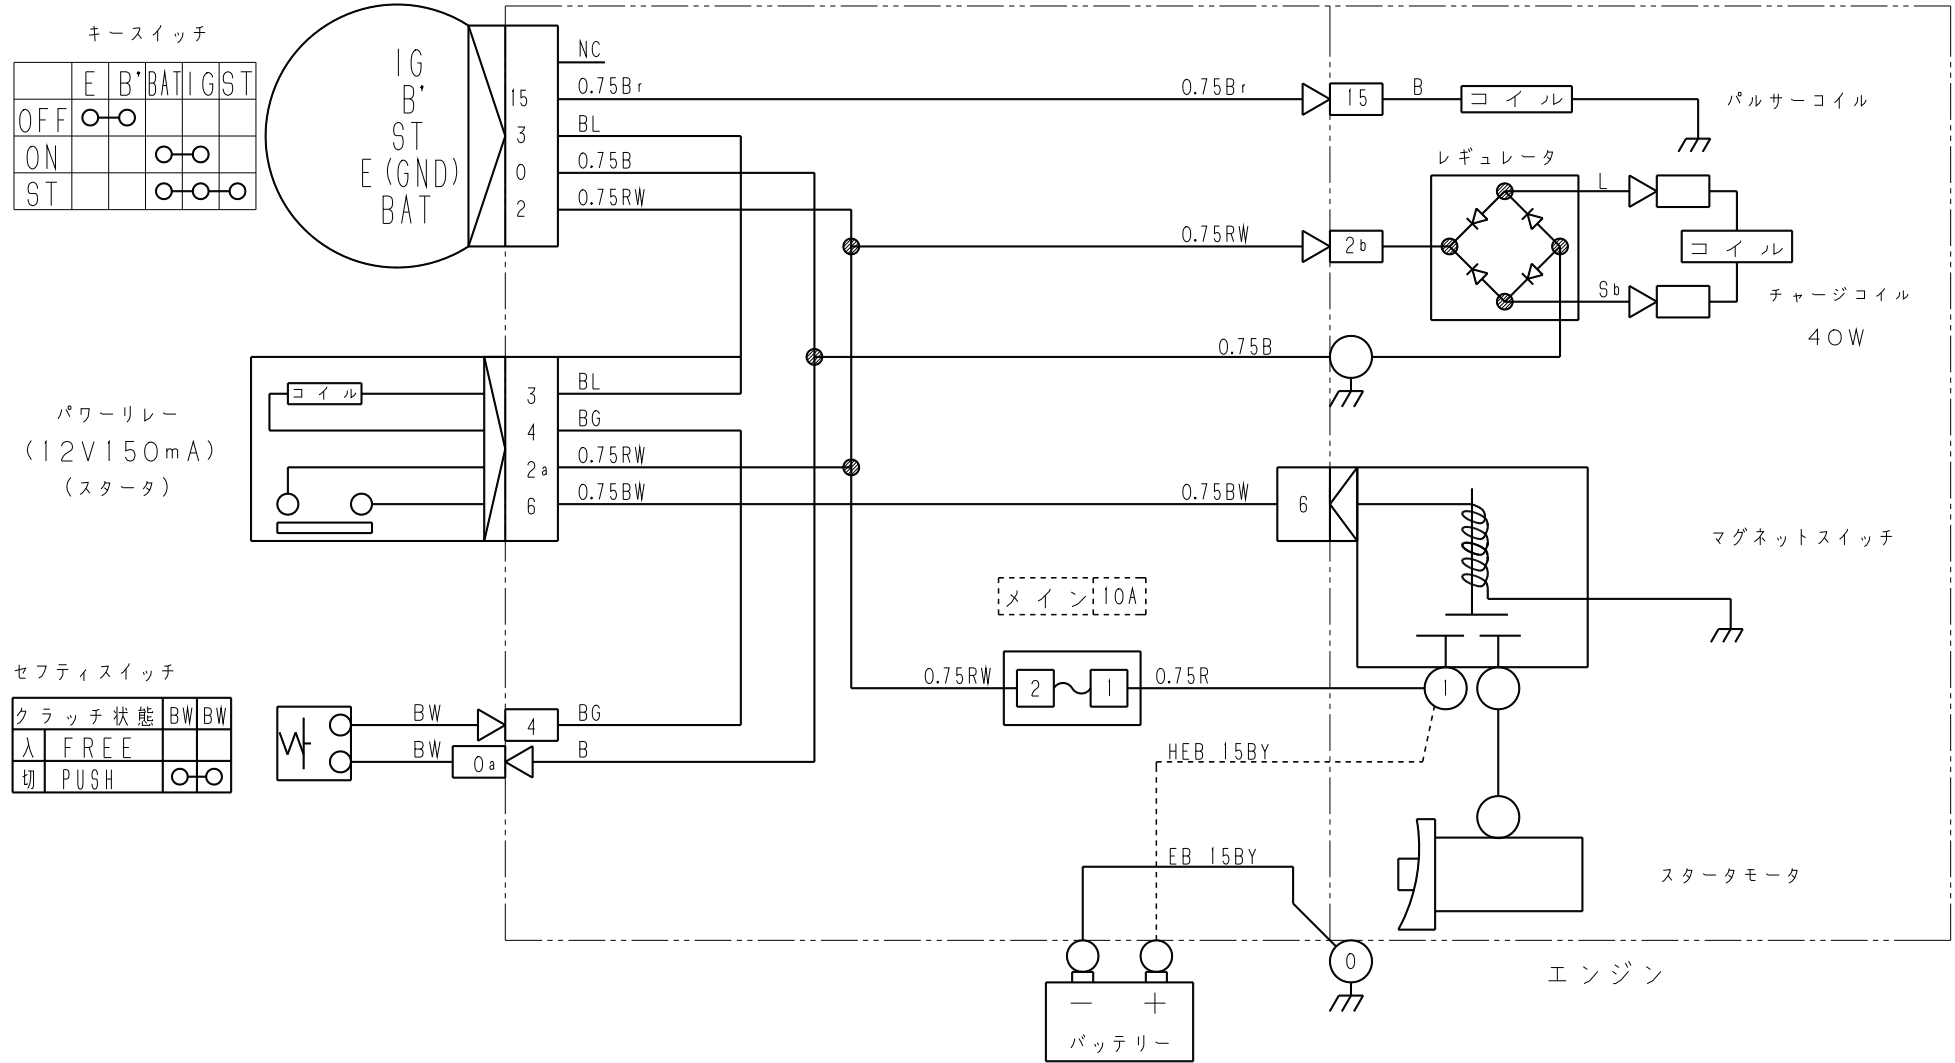 キースイッチ
E B' BAT IG ST
OFF
ON
ST
IG
B'
ST
E (GND)
BAT
15
3
0
2
NC
0.75Br
BL
0.75B
0.75RW
0.75Br
15
B
コイル
パルサーコイル
レギュレータ
L
0.75RW
2b
コイル
Sb
チャージコイル
40W
0.75B
パワーリレー
(12V150mA)
(スタータ)
コイル
3
4
2a
6
BL
BG
0.75RW
0.75BW
0.75BW
6
マグネットスイッチ
メイン 10A
0.75RW
2
1
0.75R
1
セフティスイッチ
クラッチ状態 BW BW
入 FREE
切 PUSH
BW
4
BG
BW
0a
B
HEB 15BY
EB 15BY
スタータモータ
0
エンジン
− +
バッテリー